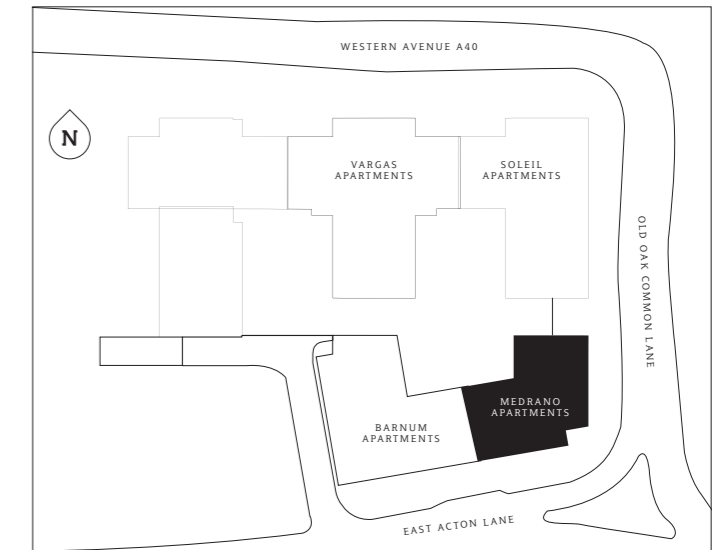 WESTERN AVENUE A40
N
VARGAS
APARTMENTS
SOLEIL
APARTMENTS
OLD OAK COMMON LANE
MEDRANO
APARTMENTS
BARNUM
APARTMENTS
EAST ACTON LANE